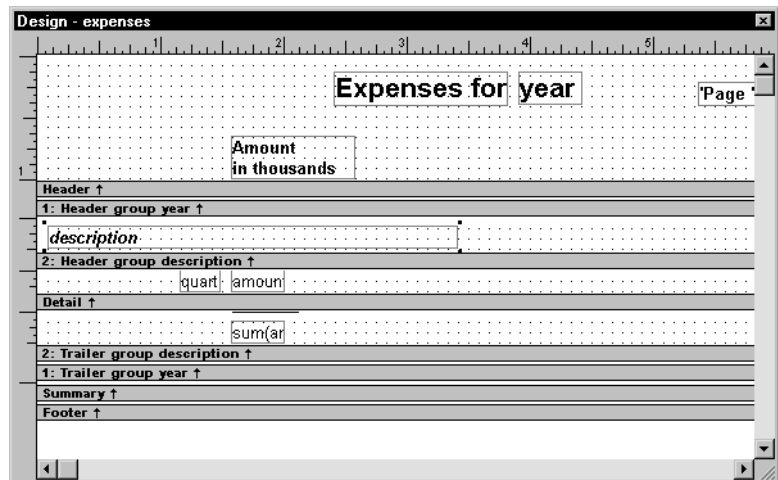 Design - expenses
1 2 3 4 5
Expenses for year
'Page '
Amount
in thousands
1
Header ↑
1: Header group year ↑
description
2: Header group description ↑
quart amoun
Detail ↑
sum(ar
2: Trailer group description ↑
1: Trailer group year ↑
Summary ↑
Footer ↑